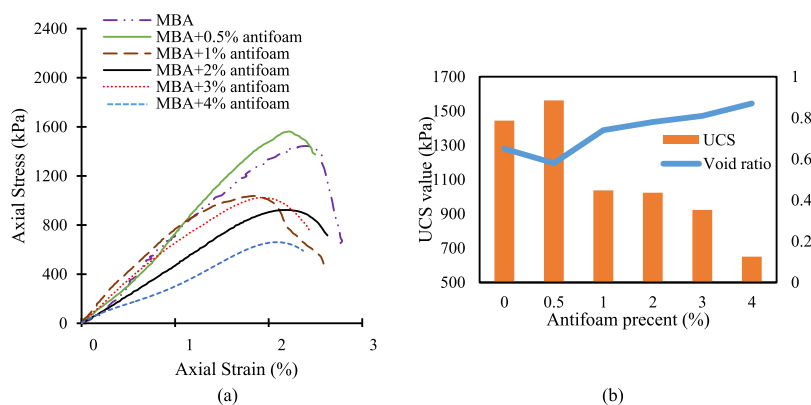 MBA
MBA+0.5% antifoam
MBA+1% antifoam
MBA+2% antifoam
MBA+3% antifoam
MBA+4% antifoam
Axial Stress (kPa)
2400
2000
1600
1200
800
400
0
0 1 2 3
Axial Strain (%)
(a)
UCS value (kPa)
1700
1500
1300
1100
900
700
500
1
0.8
0.6
0.4
0.2
0
UCS
Void ratio
0 0.5 1 2 3 4
Antifoam precent (%)
(b)